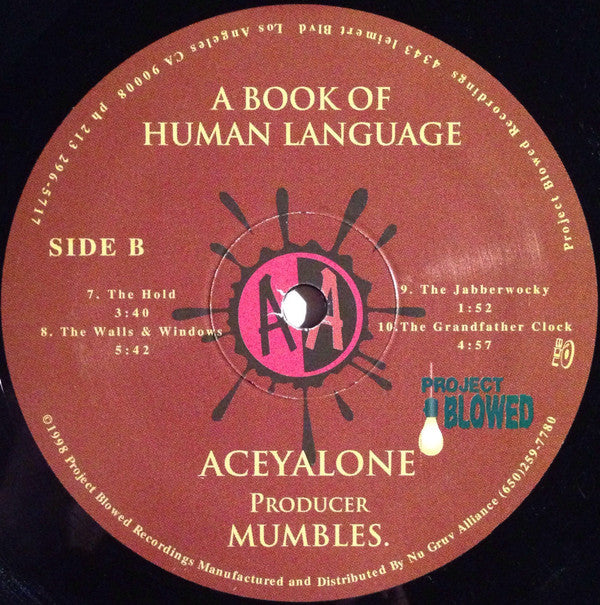 Project Blowed Recordings 4343 leimert Blvd Los Angeles CA 90008 ph 213 296-5717
A BOOK OF
HUMAN LANGUAGE
SIDE B
7. The Hold
3:40
8. The Walls & Windows
5:42
9. The Jabberwocky
1:52
10.The Grandfather Clock
4:57
AA
PROJECT
BLOWED
ACEYALONE
PRODUCER
MUMBLES.
©1998 Project Blowed Recordings Manufactured and Distributed By Nu Gruv Alliance (650)259-7780